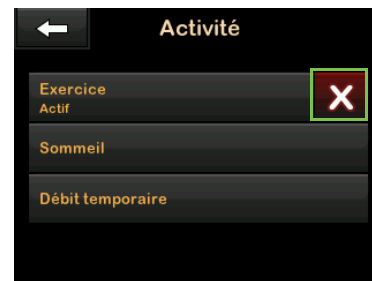 Activité
Exercice
Actif
Sommeil
Débit temporaire